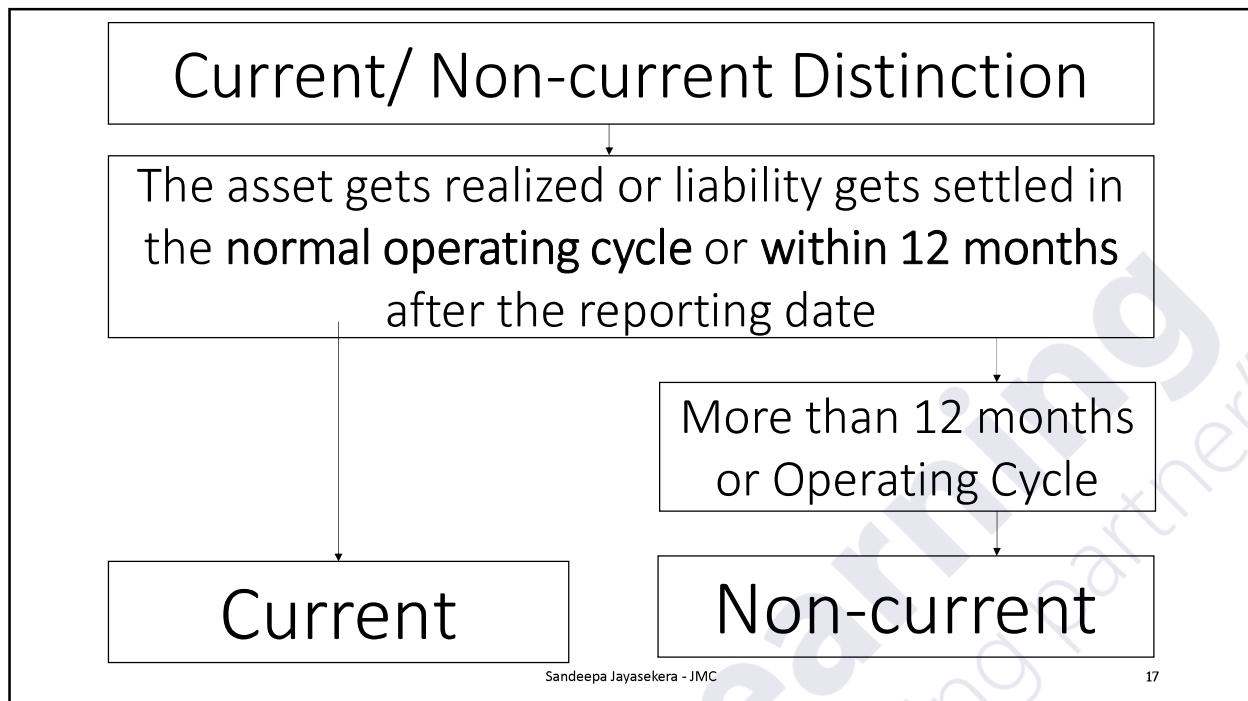 Current/ Non-current Distinction
The asset gets realized or liability gets settled in
the normal operating cycle or within 12 months
after the reporting date
More than 12 months
or Operating Cycle
Current
Non-current
Sandeepa Jayasekera - JMC
17